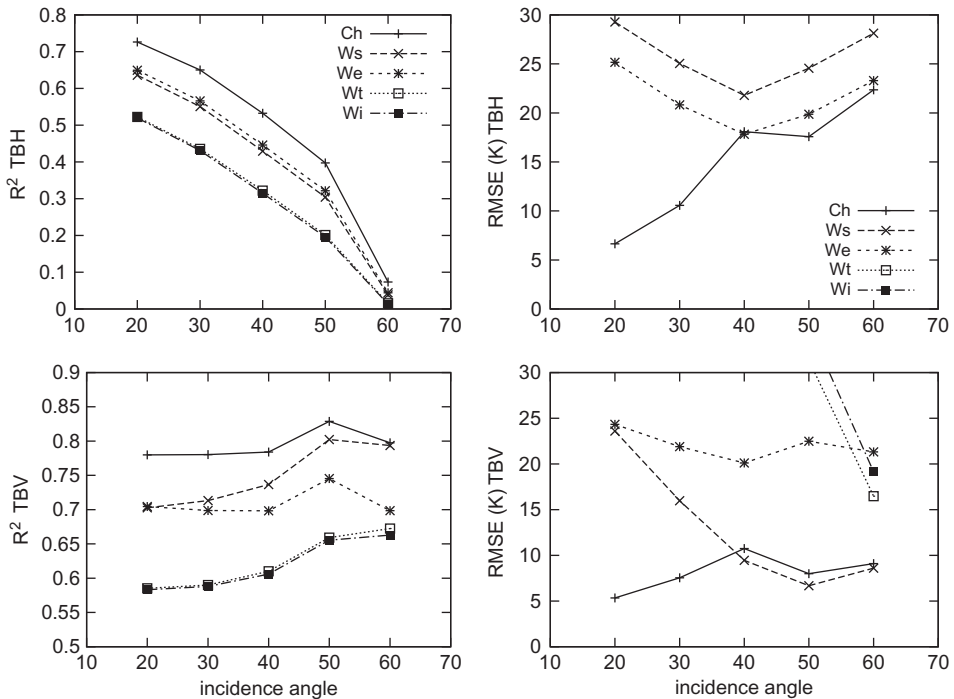 R² TBH
0.8
0.7
0.6
0.5
0.4
0.3
0.2
0.1
0
10 20 30 40 50 60 70
Ch
Ws
We
Wt
Wi
RMSE (K) TBH
30
25
20
15
10
5
0
10 20 30 40 50 60 70
Ch
Ws
We
Wt
Wi
R² TBV
0.9
0.85
0.8
0.75
0.7
0.65
0.6
0.55
0.5
10 20 30 40 50 60 70
incidence angle
RMSE (K) TBV
30
25
20
15
10
5
0
10 20 30 40 50 60 70
incidence angle